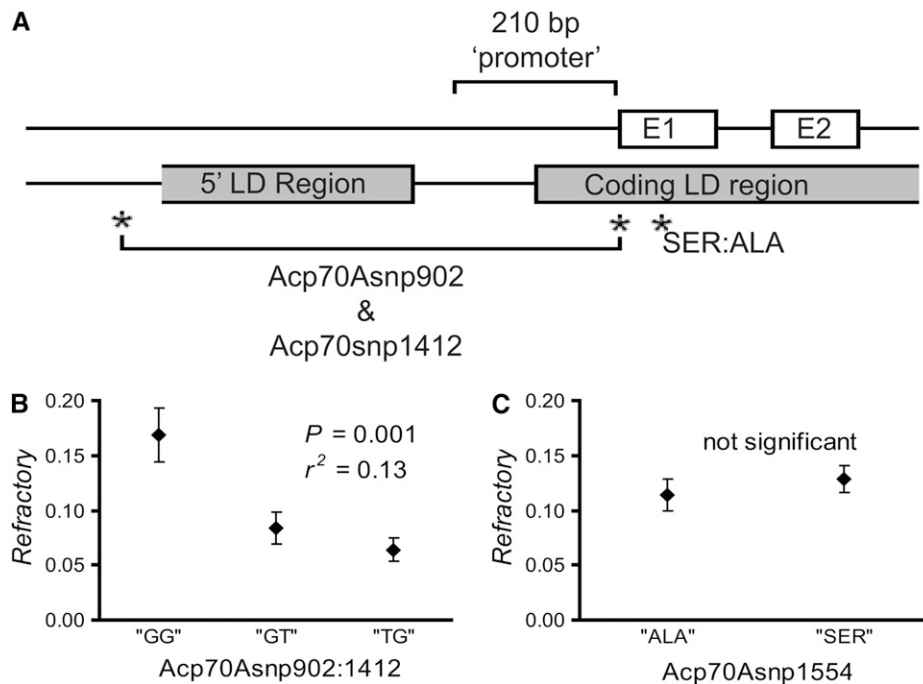 A
210 bp
'promoter'
E1
E2
5' LD Region
Coding LD region
*
*
*
SER:ALA
Acp70Asnp902
&
Acp70snp1412
B
0.20
0.15
0.10
0.05
0.00
Refractory
P = 0.001
r² = 0.13
"GG"
"GT"
"TG"
Acp70Asnp902:1412
C
0.20
0.15
0.10
0.05
0.00
Refractory
not significant
"ALA"
"SER"
Acp70Asnp1554